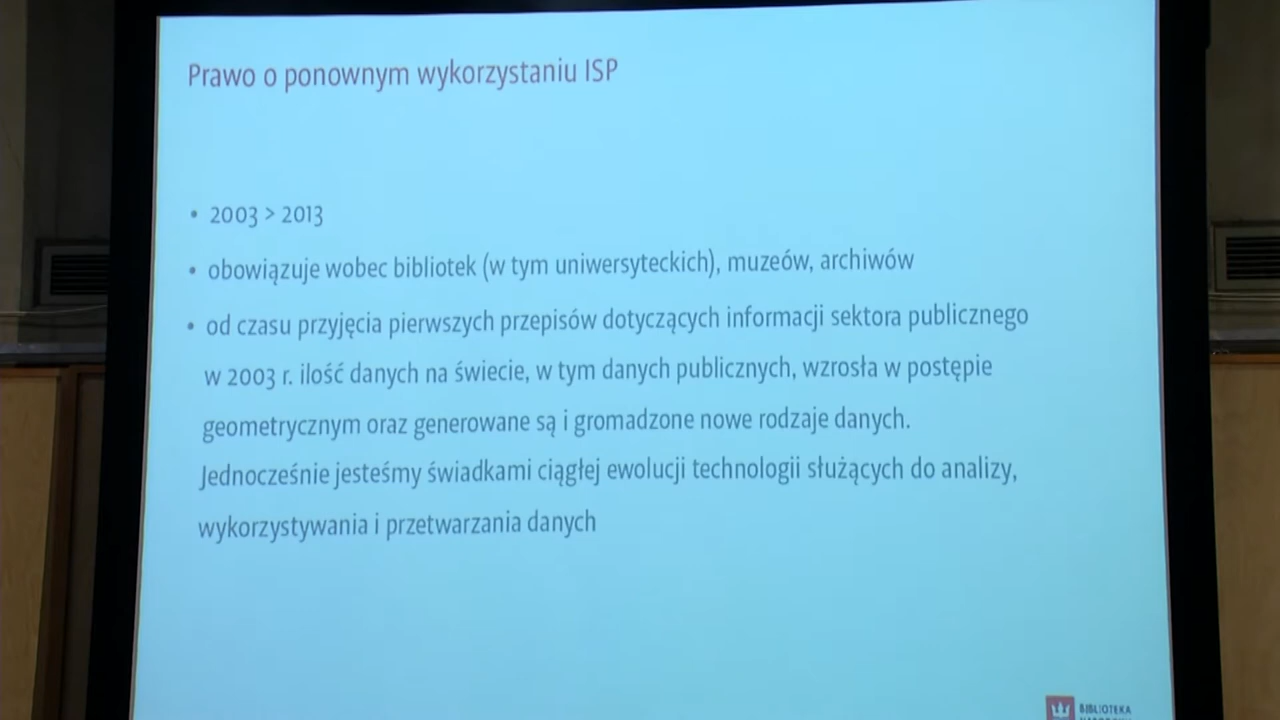 Prawo o ponownym wykorzystaniu ISP
• 2003 > 2013
• obowiązuje wobec bibliotek (w tym uniwersyteckich), muzeów, archiwów
• od czasu przyjęcia pierwszych przepisów dotyczących informacji sektora publicznego
w 2003 r. ilość danych na świecie, w tym danych publicznych, wzrosła w postępie
geometrycznym oraz generowane są i gromadzone nowe rodzaje danych.
Jednocześnie jesteśmy świadkami ciągłej ewolucji technologii służących do analizy,
wykorzystywania i przetwarzania danych
BIBLIOTEKA